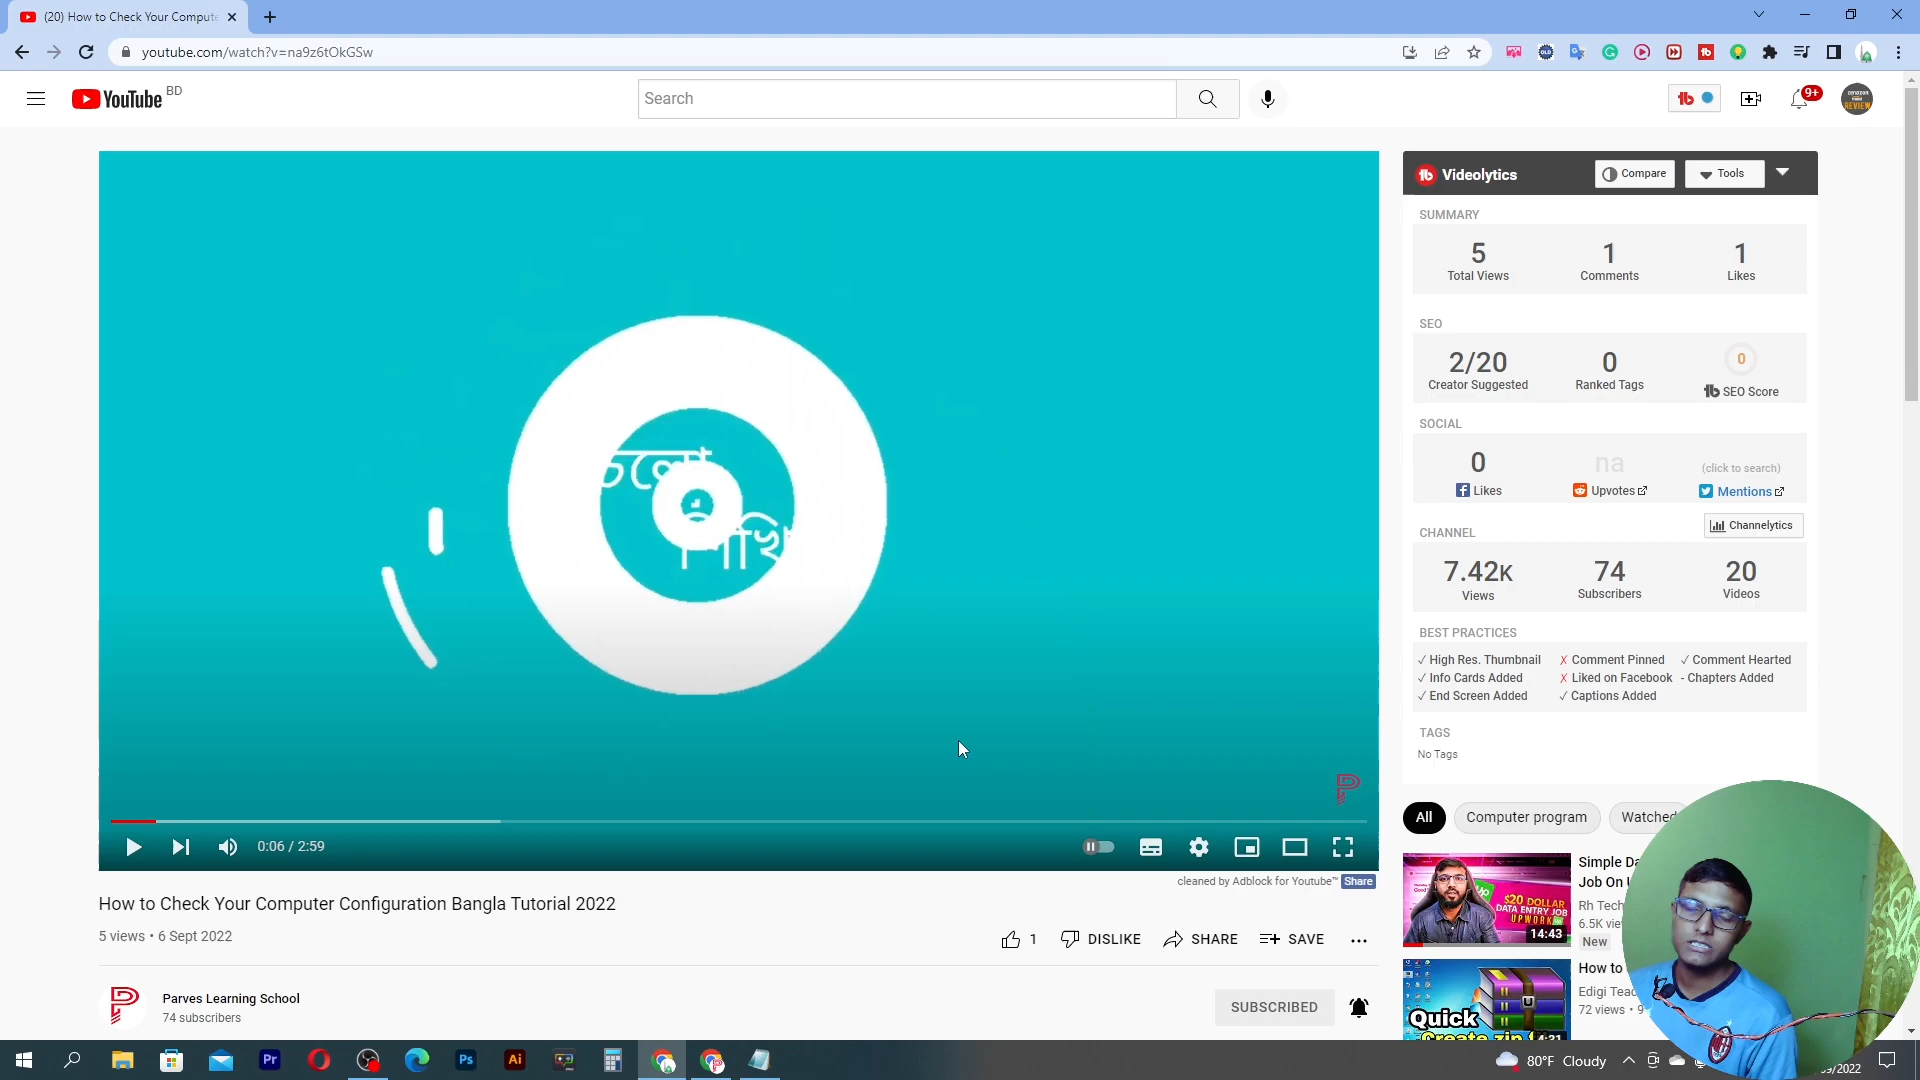 (20) How to Check Your Compute
youtube.com/watch?v=na9z6tOkGSw
YouTube BD
Search
9+
Videolytics
Compare
Tools
SUMMARY
5 1 1
Total Views Comments Likes
SEO
2/20 0 0
Creator Suggested Ranked Tags SEO Score
SOCIAL
0 na (click to search)
Likes Upvotes Mentions
CHANNEL Channelytics
7.42K 74 20
Views Subscribers Videos
BEST PRACTICES
✓ High Res. Thumbnail X Comment Pinned ✓ Comment Hearted
✓ Info Cards Added X Liked on Facebook - Chapters Added
✓ End Screen Added ✓ Captions Added
TAGS
No Tags
0:06 / 2:59
cleaned by Adblock for Youtube™ Share
How to Check Your Computer Configuration Bangla Tutorial 2022
5 views • 6 Sept 2022
1 DISLIKE SHARE SAVE
Parves Learning School
74 subscribers
SUBSCRIBED
All Computer program Watched
$20 DOLLAR
DATA ENTRY JOB
UPWORK
14:43
Job On
Rh Tech
New
Quick
How to
72 views
80°F Cloudy